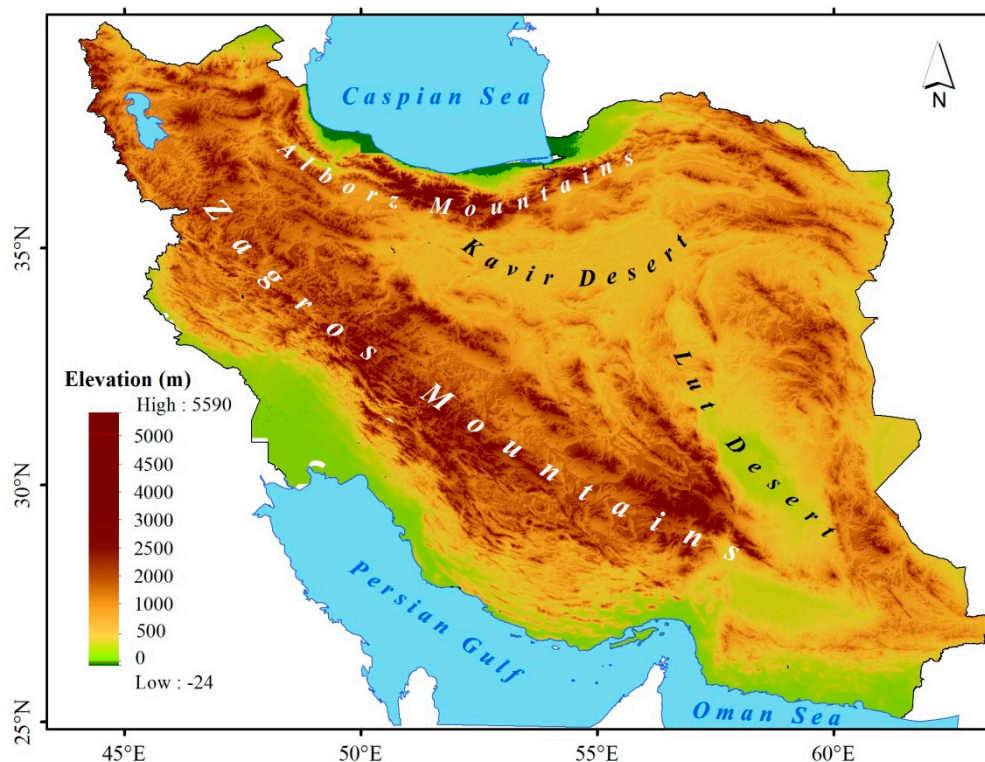 Caspian Sea
N
Alborz Mountains
Zagros Mountains
Kavir Desert
Lut Desert
Persian Gulf
Oman Sea
Elevation (m)
High : 5590
5000
4500
4000
3500
3000
2500
2000
1000
500
0
Low : -24
35°N
30°N
25°N
45°E
50°E
55°E
60°E